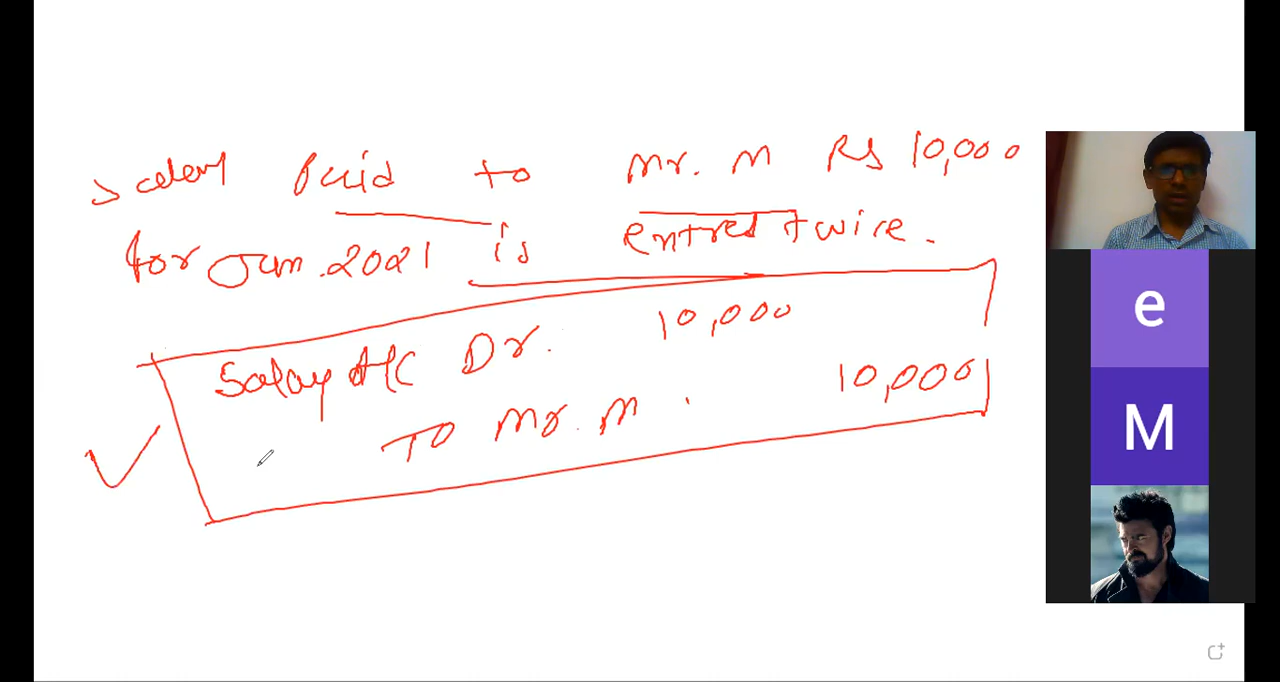 Salary Paid to Mr. M Rs 10,000
for Jan. 2021 is entred twice.
Salary A/C Dr. 10,000
To Mr. M. 10,000
e
M